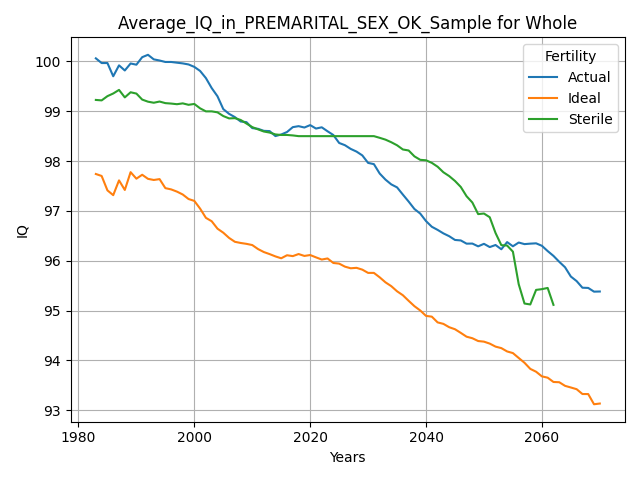 Average_IQ_in_PREMARITAL_SEX_OK_Sample for Whole
Fertility
Actual
Ideal
Sterile
IQ
100
99
98
97
96
95
94
93
1980
2000
2020
2040
2060
Years